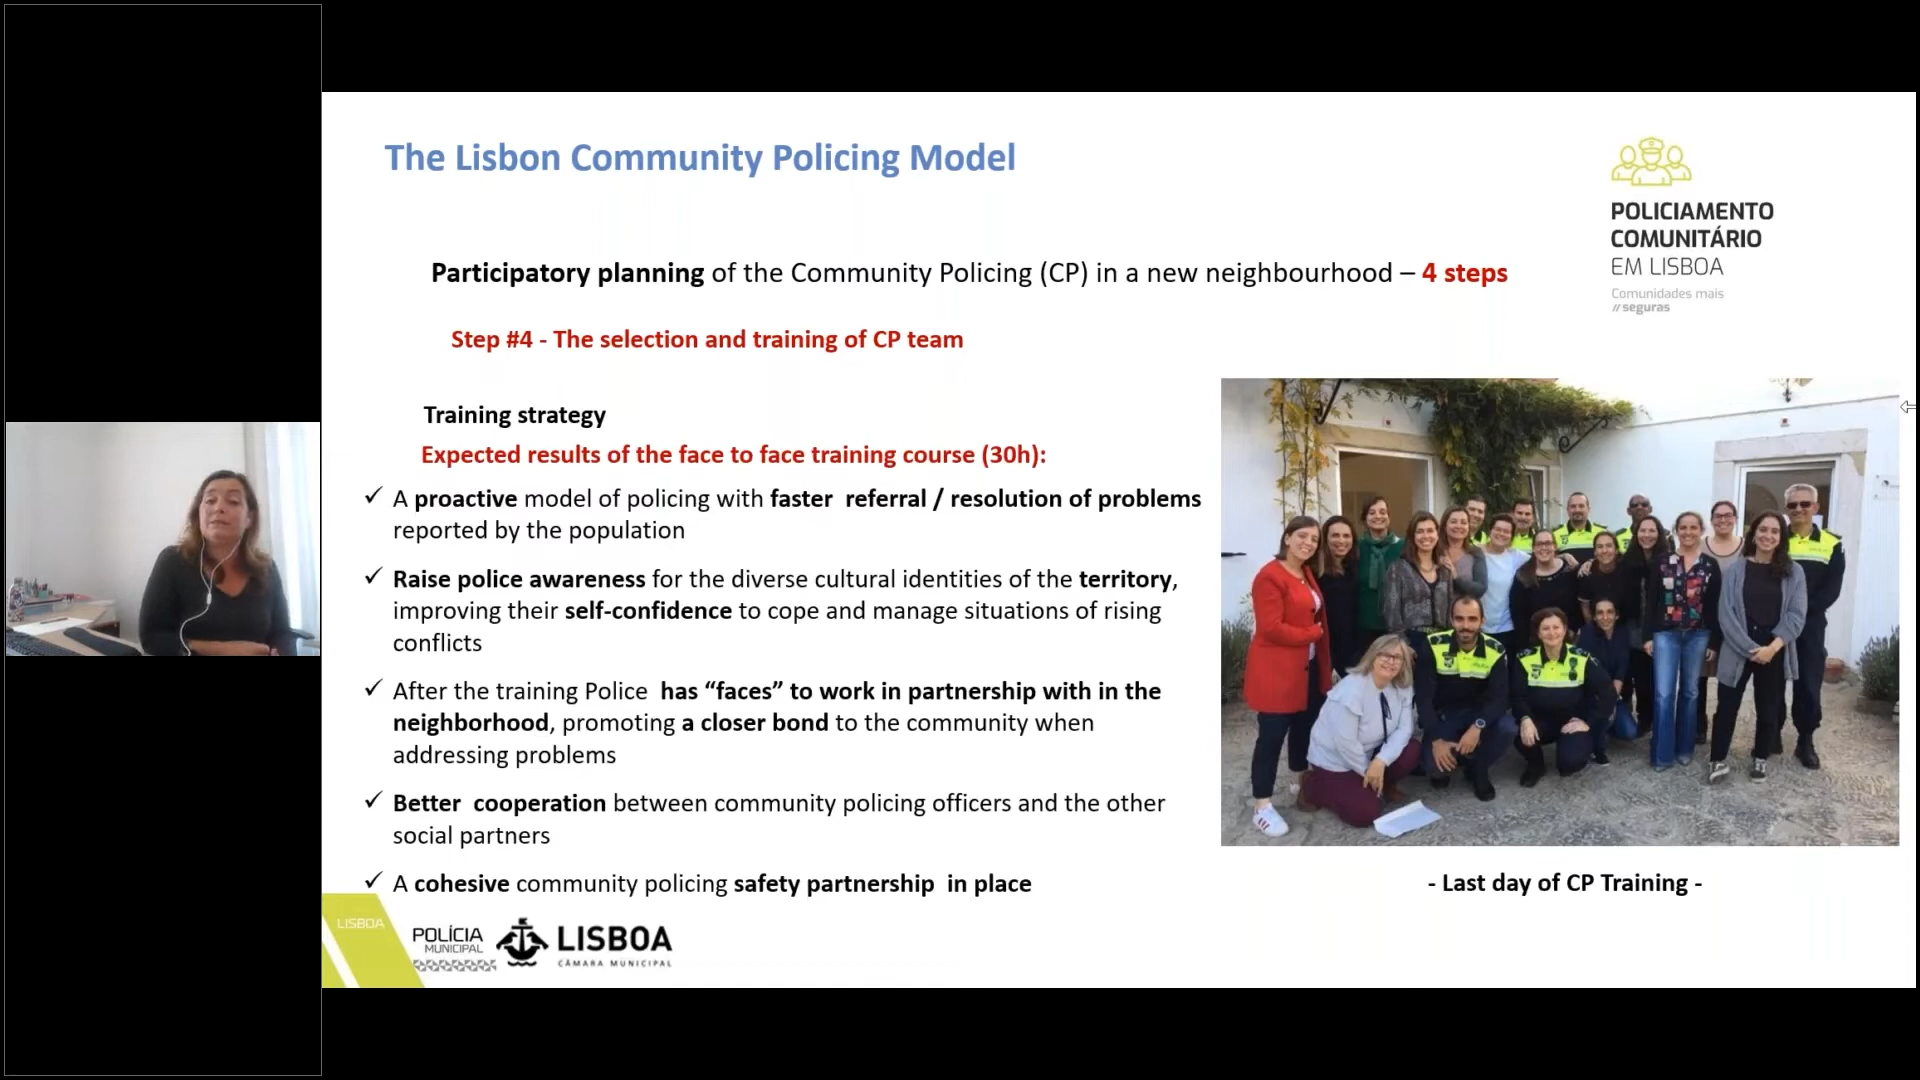 The Lisbon Community Policing Model
POLICIAMENTO
COMUNITÁRIO
EM LISBOA
Comunidades mais
//seguras
Participatory planning of the Community Policing (CP) in a new neighbourhood – 4 steps
Step #4 - The selection and training of CP team
Training strategy
Expected results of the face to face training course (30h):
✓ A proactive model of policing with faster referral / resolution of problems
reported by the population
✓ Raise police awareness for the diverse cultural identities of the territory,
improving their self-confidence to cope and manage situations of rising
conflicts
✓ After the training Police has “faces” to work in partnership with in the
neighborhood, promoting a closer bond to the community when
addressing problems
✓ Better cooperation between community policing officers and the other
social partners
✓ A cohesive community policing safety partnership in place
- Last day of CP Training -
LISBOA
POLÍCIA
MUNICIPAL
LISBOA
CÂMARA MUNICIPAL